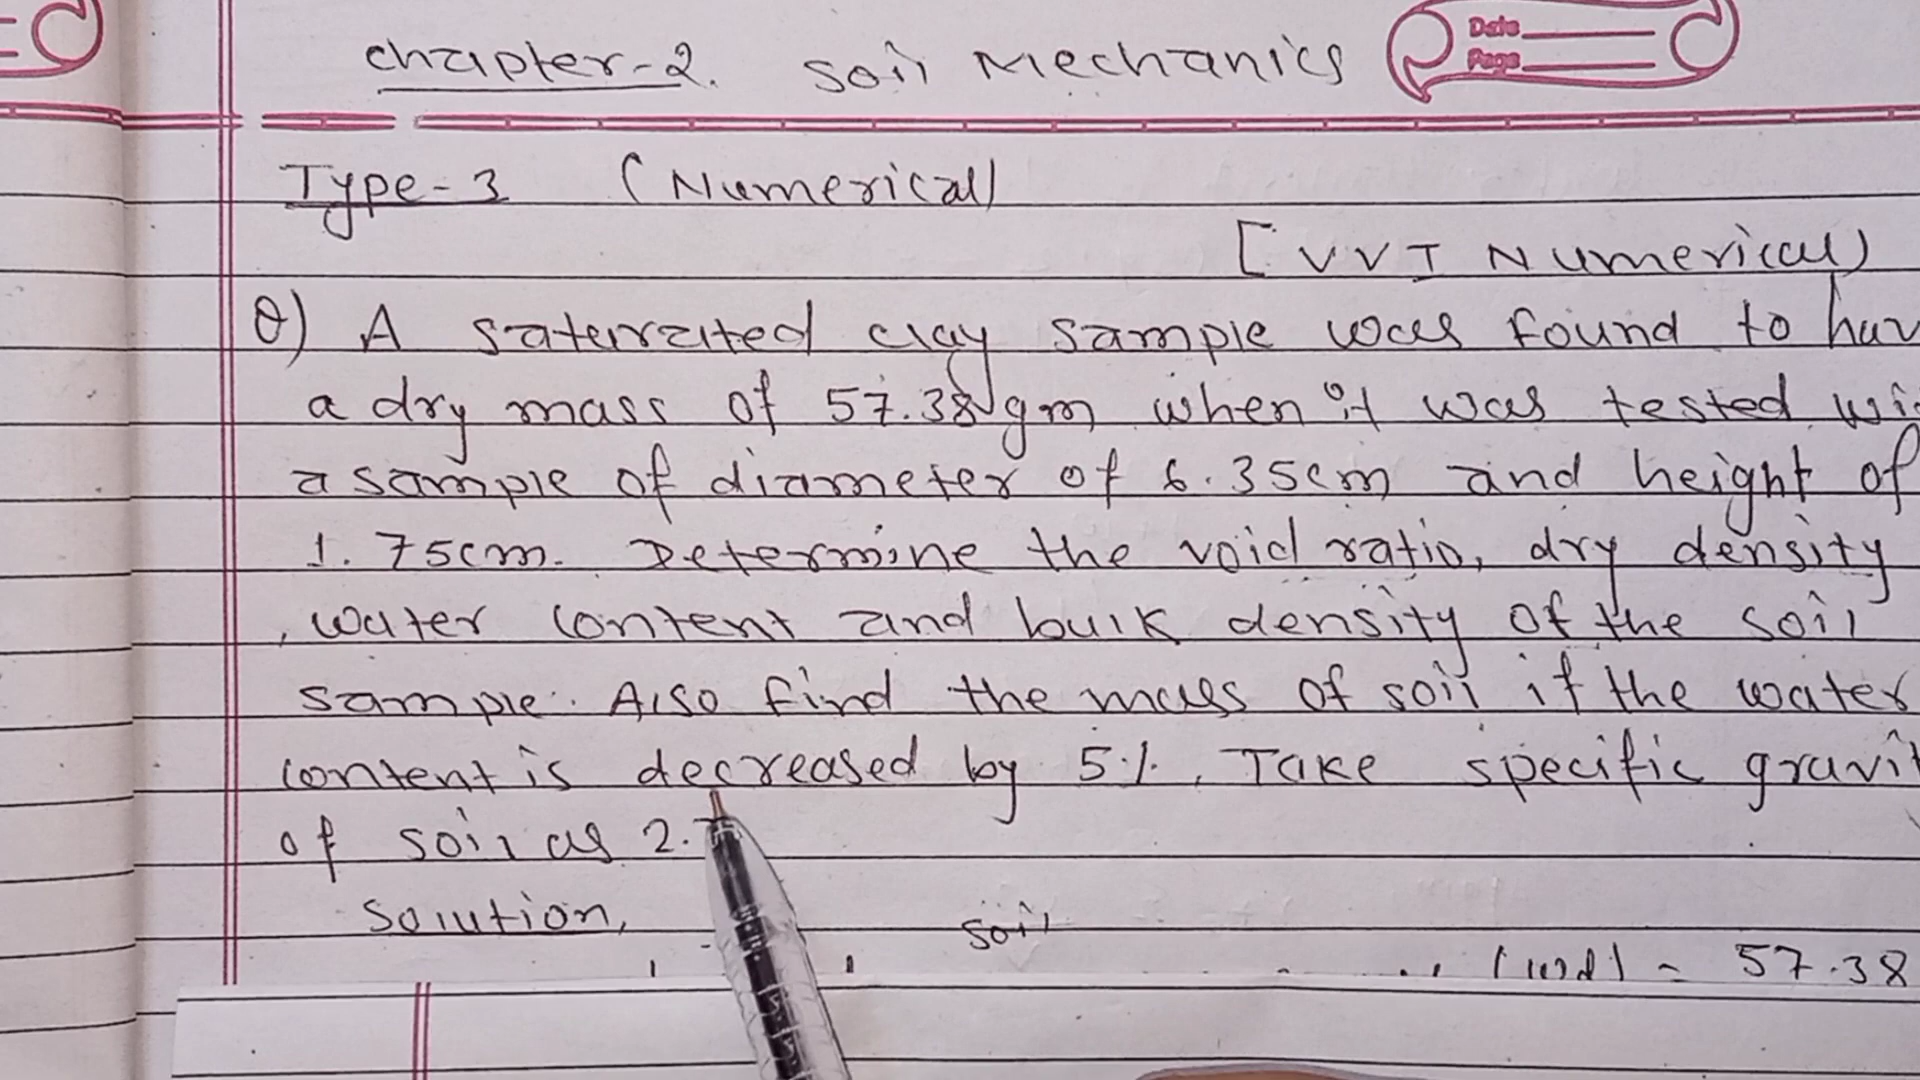 Date
Page
Chapter-2. Soil Mechanics
Type-3 (Numerical)
[VVI Numerical)
Q) A saterrated clay sample was found to hav
a dry mass of 57.38 gm when it was tested wi
a sample of diameter of 6.35cm and height of
1.75cm. Determine the void ratio, dry density
, water content and bulk density of the soil
sample. Also find the mass of soil if the water
content is decreased by 5%. Take specific gravit
of soil as 2.
Solution,
soil
(wd) = 57.38